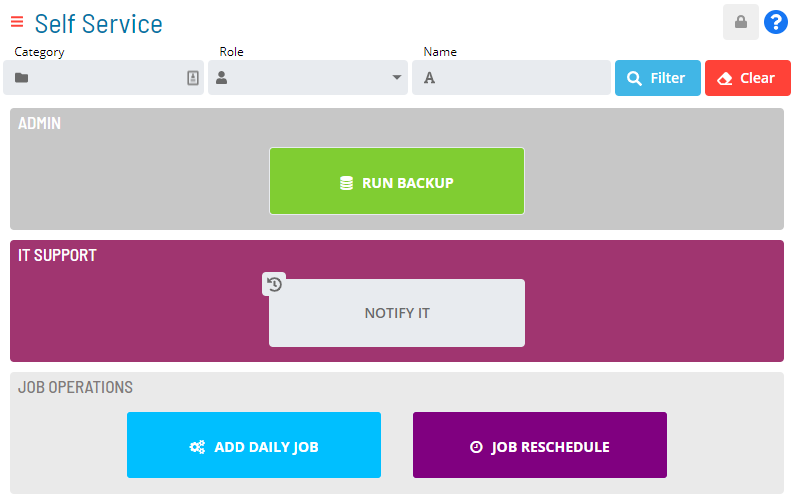 Self Service
Category
Role
Name
Filter
Clear
ADMIN
RUN BACKUP
IT SUPPORT
NOTIFY IT
JOB OPERATIONS
ADD DAILY JOB
JOB RESCHEDULE